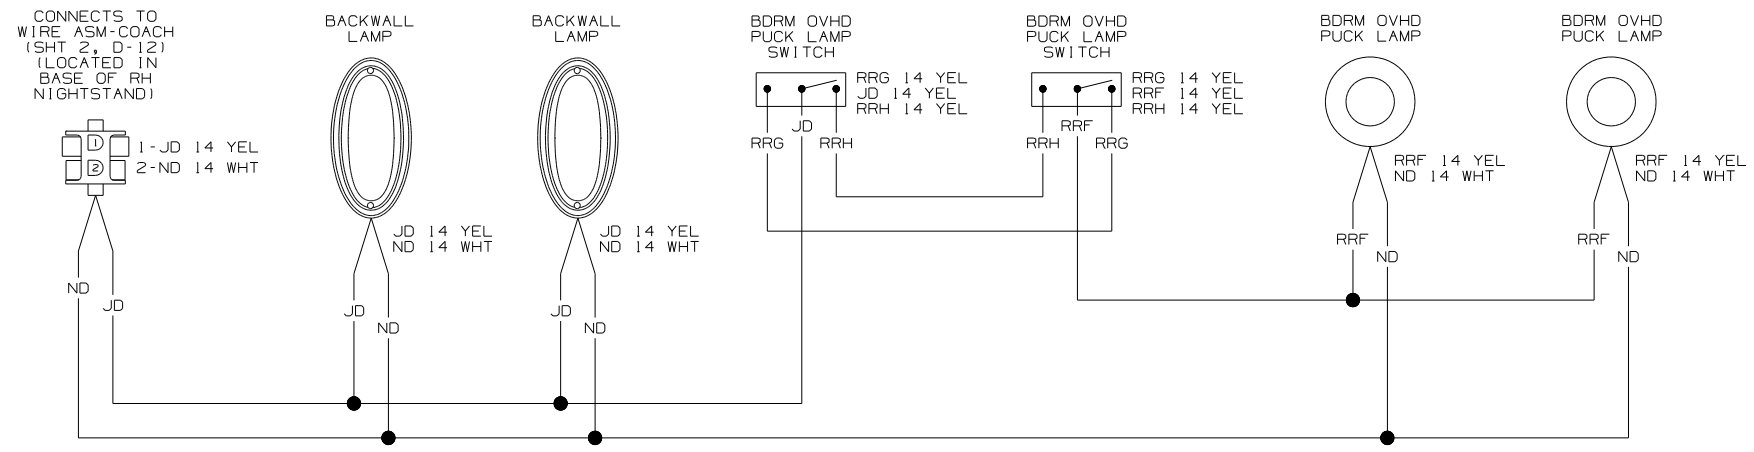 CONNECTS TO
WIRE ASM-COACH
(SHT 2, D-12)
(LOCATED IN
BASE OF RH
NIGHTSTAND)
1
2
1-JD 14 YEL
2-ND 14 WHT
ND
JD
BACKWALL
LAMP
JD 14 YEL
ND 14 WHT
JD
ND
BACKWALL
LAMP
JD 14 YEL
ND 14 WHT
JD
ND
BDRM OVHD
PUCK LAMP
SWITCH
RRG 14 YEL
JD 14 YEL
RRH 14 YEL
JD
RRG
RRH
BDRM OVHD
PUCK LAMP
SWITCH
RRG 14 YEL
RRF 14 YEL
RRH 14 YEL
RRF
RRH
RRG
BDRM OVHD
PUCK LAMP
RRF 14 YEL
ND 14 WHT
RRF
ND
BDRM OVHD
PUCK LAMP
RRF 14 YEL
ND 14 WHT
RRF
ND